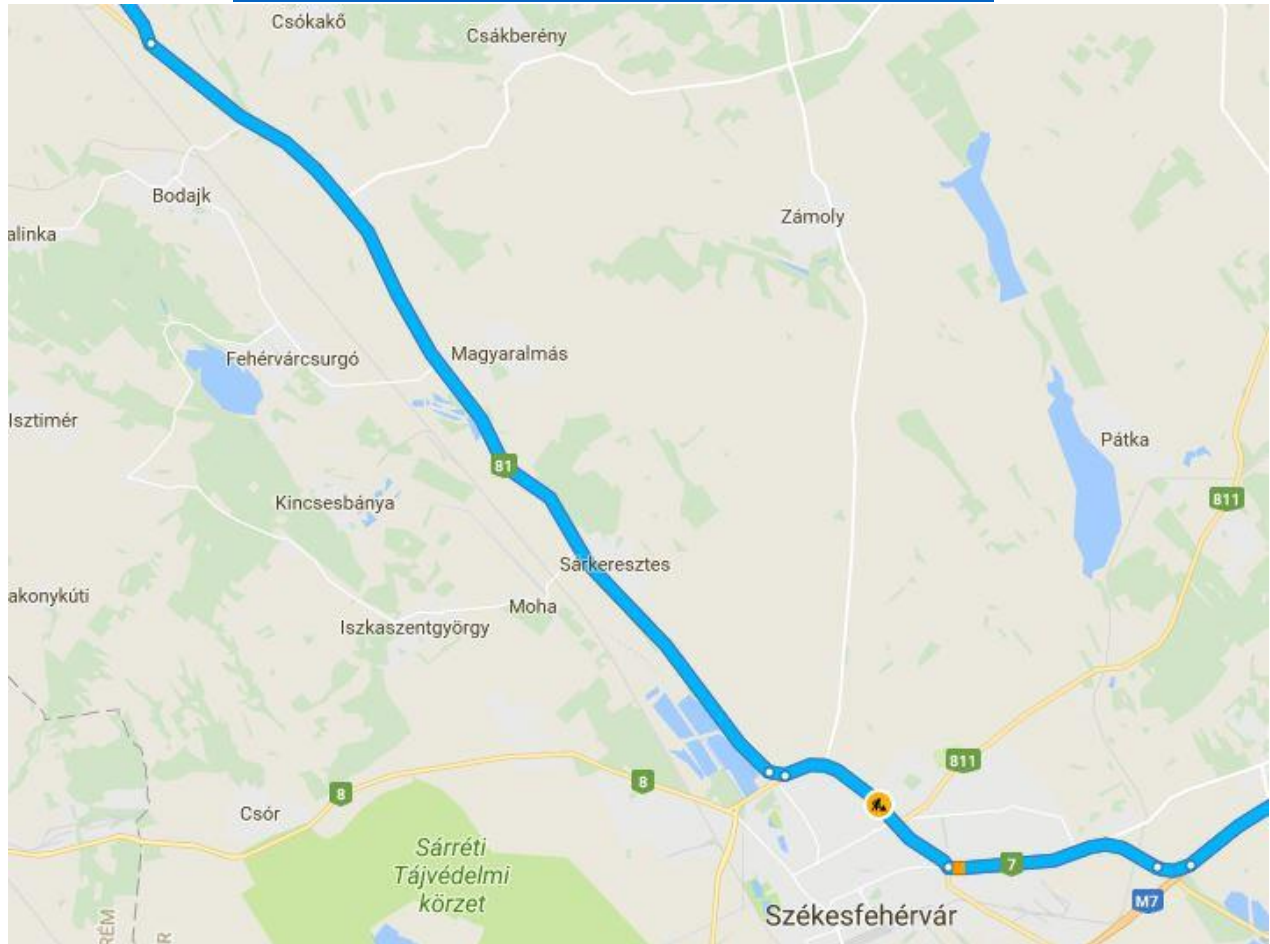 Csókakő
Csákberény
Bodajk
Zámoly
alinka
Fehérvárcsurgó
Magyaralmás
Isztimér
Pátka
81
811
Kincsesbánya
Sárkeresztes
akonykúti
Moha
Iszkaszentgyörgy
811
8
8
Csór
Sárréti
Tájvédelmi
körzet
7
M7
Székesfehérvár
RÉM
R